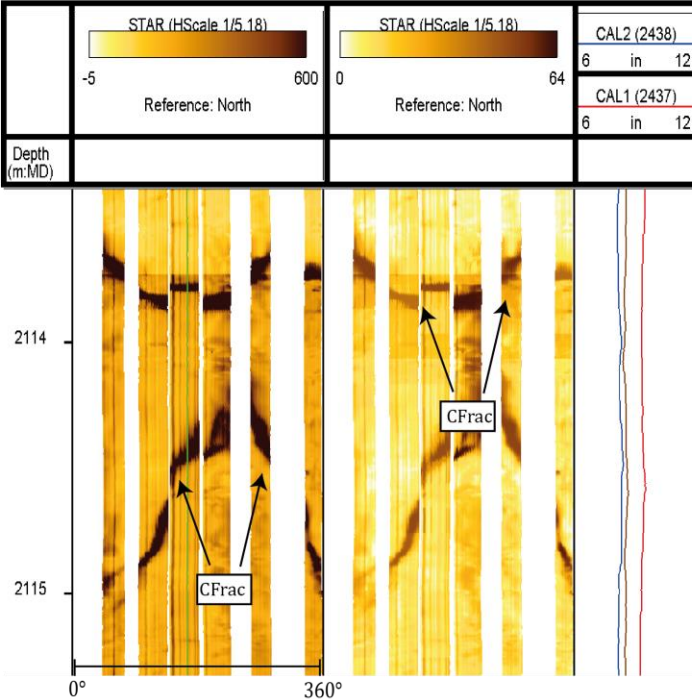 STAR (HScale 1/5.18)
-5
600
Reference: North
STAR (HScale 1/5.18)
0
64
Reference: North
CAL2 (2438)
6 in 12
CAL1 (2437)
6 in 12
Depth
(m:MD)
2114
CFrac
CFrac
2115
0°
360°